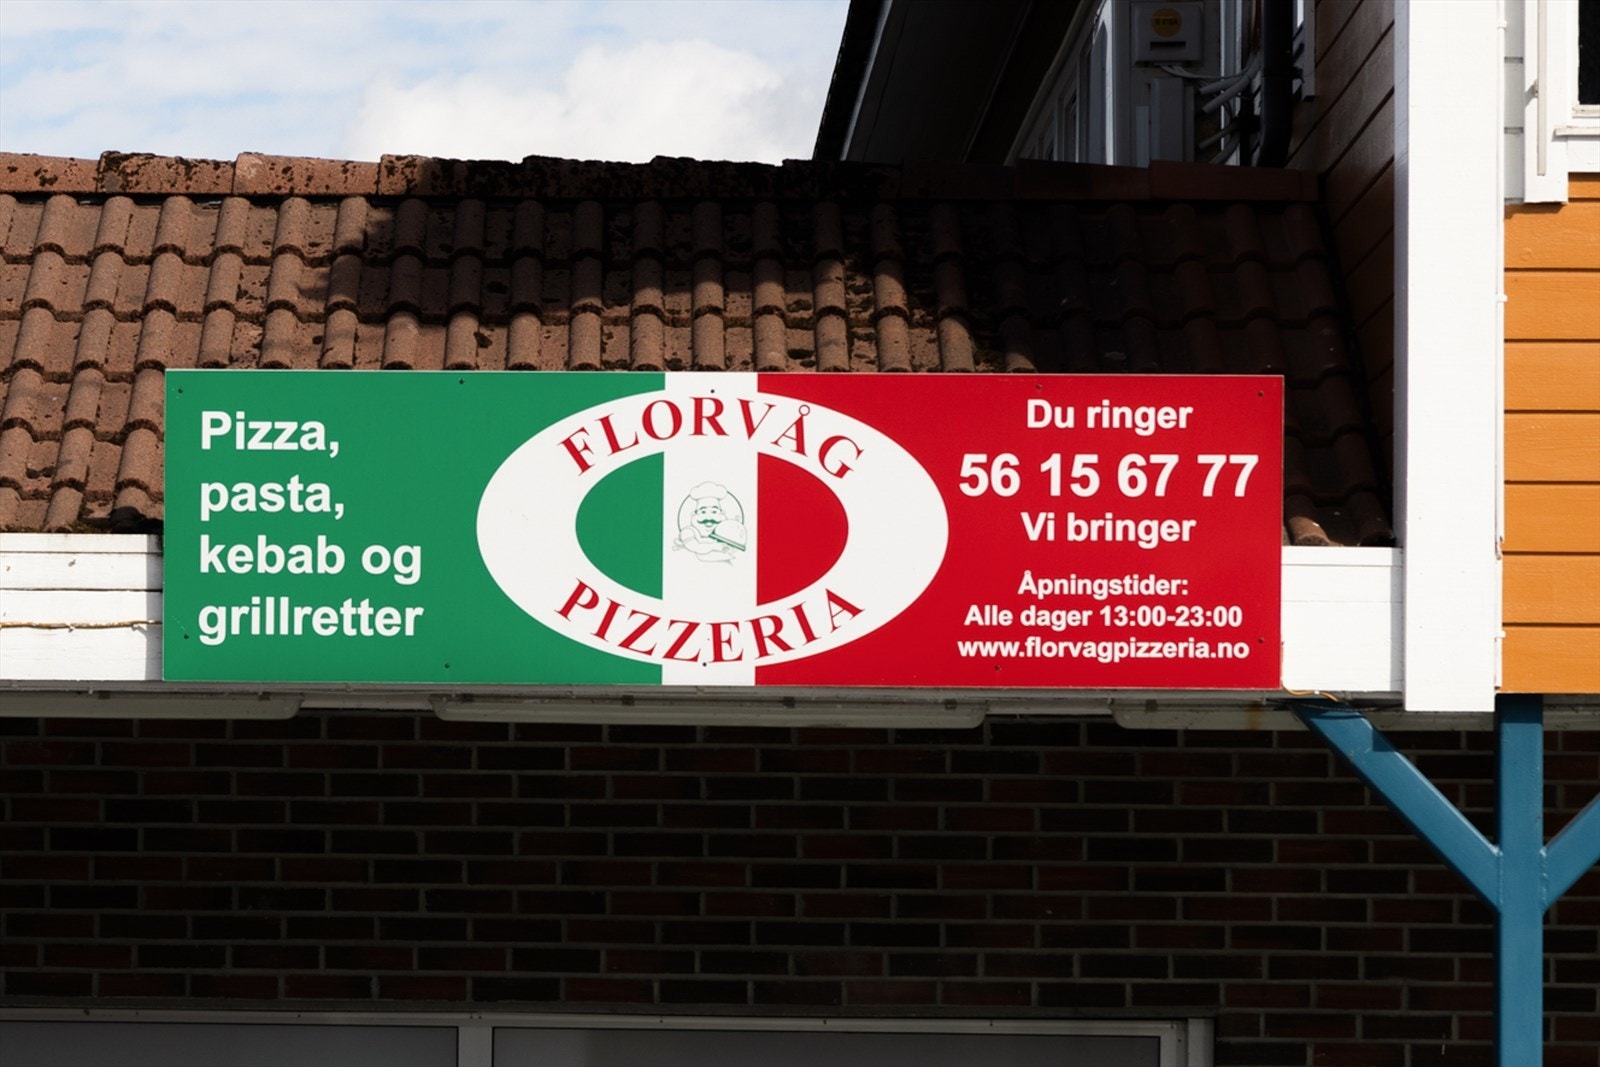 Pizza,
pasta,
kebab og
grillretter
FLORVÅG
PIZZERIA
Du ringer
56 15 67 77
Vi bringer
Åpningstider:
Alle dager 13:00-23:00
www.florvagpizzeria.no